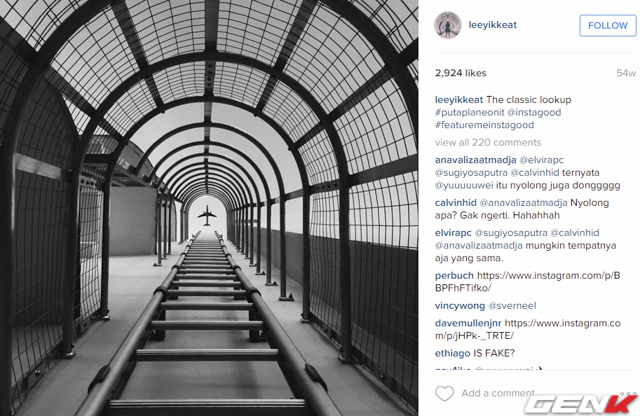 leeyikkeat
FOLLOW
2,924 likes
54w
leeyikkeat The classic lookup
#putaplaneonit @instagood
#featuremeinstagood
view all 220 comments
anavalizaatmadja @elvirapc
@sugiyosaputra @calvinhid ternyata
@yuuuuuwei itu nyolong juga donggggg
calvinhid @anavalizaatmadja Nyolong
apa? Gak ngerti. Hahahhah
elvirapc @sugiyosaputra @calvinhid
@anavalizaatmadja mungkin tempatnya
aja yang sama.
perbuch https://www.instagram.com/p/B
BPFhFTifko/
vincywong @sverneel
davemullenjnr https://www.instagram.co
m/p/jHPk-_TRTE/
ethiago IS FAKE?
Add a comment...
GENK